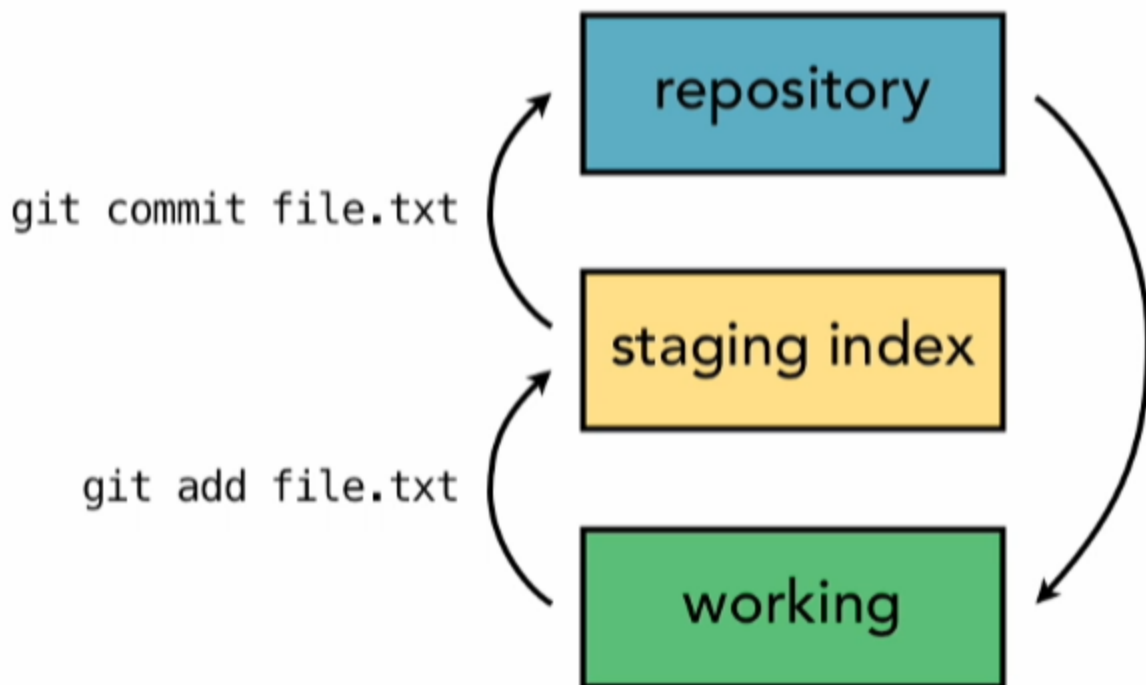 repository
git commit file.txt
staging index
git add file.txt
working